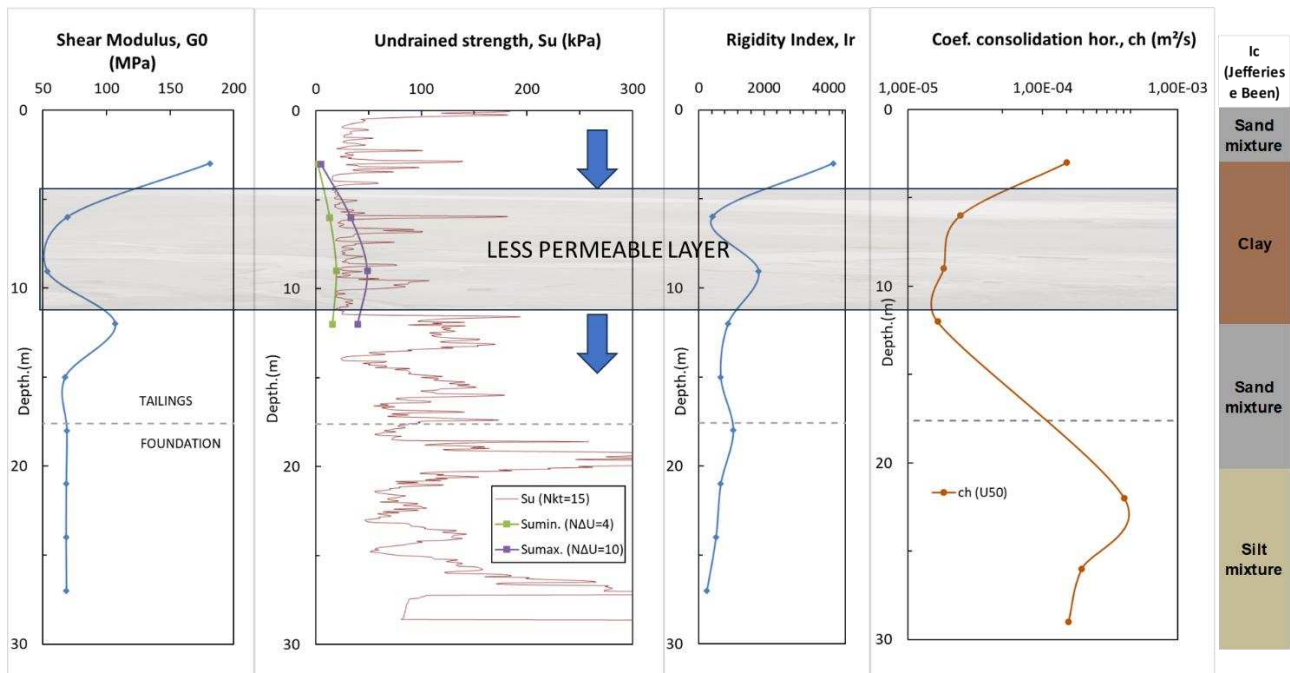 Shear Modulus, G0
(MPa)
50 100 150 200
0
10
20
30
Depth.(m)
TAILINGS
FOUNDATION
Undrained strength, Su (kPa)
0 100 200 300
0
10
20
30
Depth.(m)
LESS PERMEABLE LAYER
Su (Nkt=15)
Sumin. (NΔU=4)
Sumax. (NΔU=10)
Rigidity Index, Ir
0 2000 4000
0
10
20
30
Depth.(m)
Coef. consolidation hor., ch (m²/s)
1,00E-05 1,00E-04 1,00E-03
0
10
20
30
Depth.(m)
ch (U50)
Ic
(Jefferies
e Been)
Sand
mixture
Clay
Sand
mixture
Silt
mixture